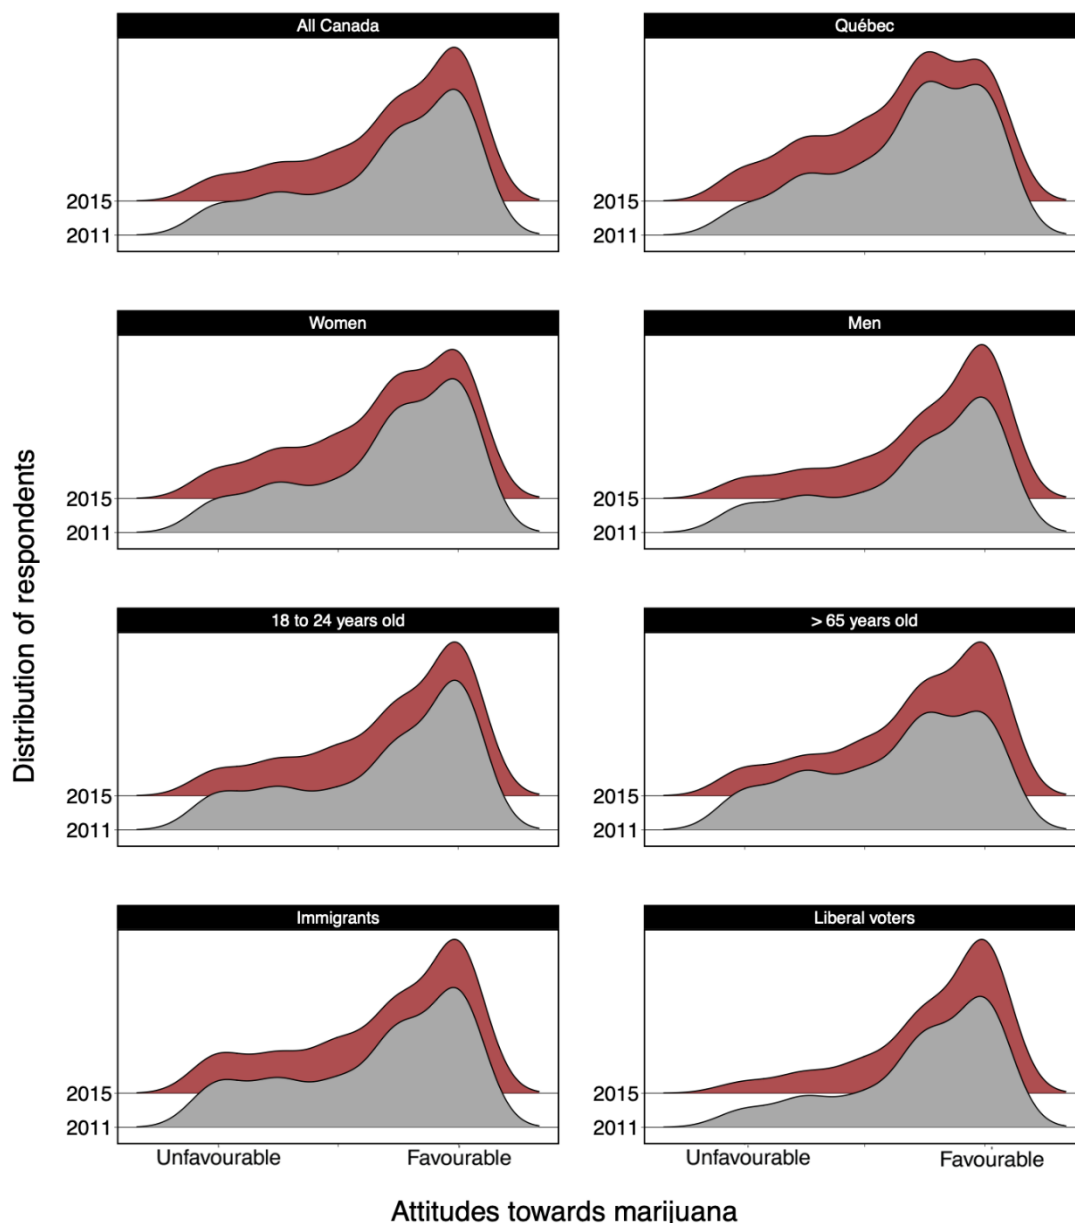 All Canada
Québec
2015
2011
2015
2011
Women
Men
2015
2011
2015
2011
18 to 24 years old
> 65 years old
2015
2011
2015
2011
Immigrants
Liberal voters
2015
2011
2015
2011
Unfavourable
Favourable
Unfavourable
Favourable
Distribution of respondents
Attitudes towards marijuana